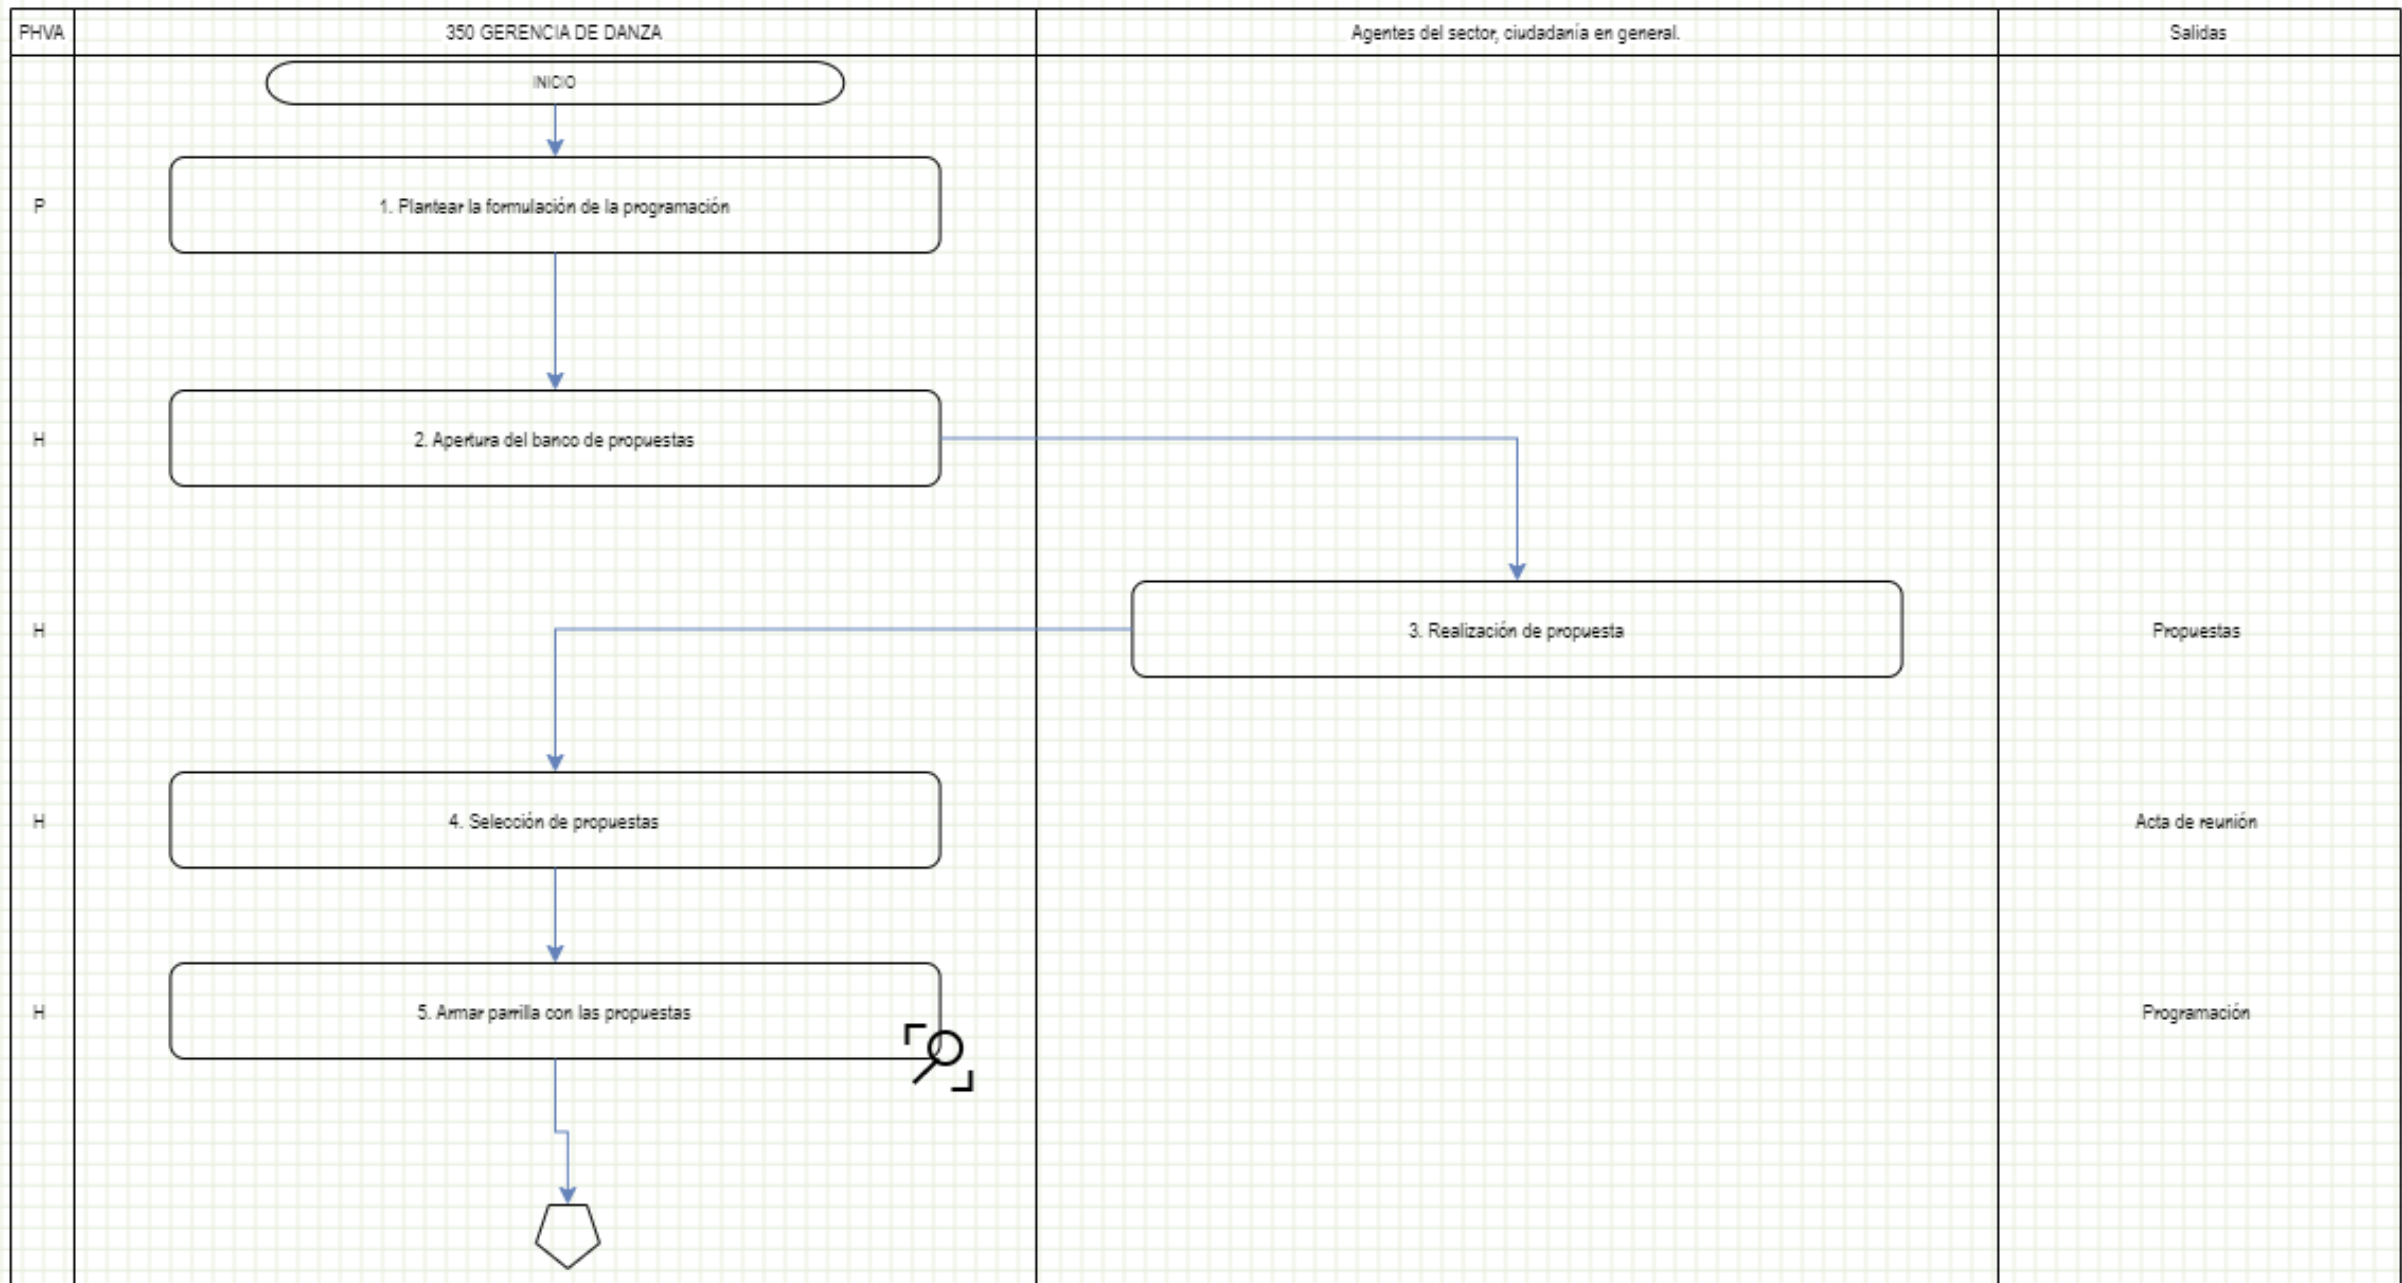 PHVA
350 GERENCIA DE DANZA
Agentes del sector, ciudadanía en general.
Salidas
INICIO
P
1. Plantear la formulación de la programación
H
2. Apertura del banco de propuestas
H
3. Realización de propuesta
Propuestas
H
4. Selección de propuestas
Acta de reunión
H
5. Armar parrilla con las propuestas
Programación